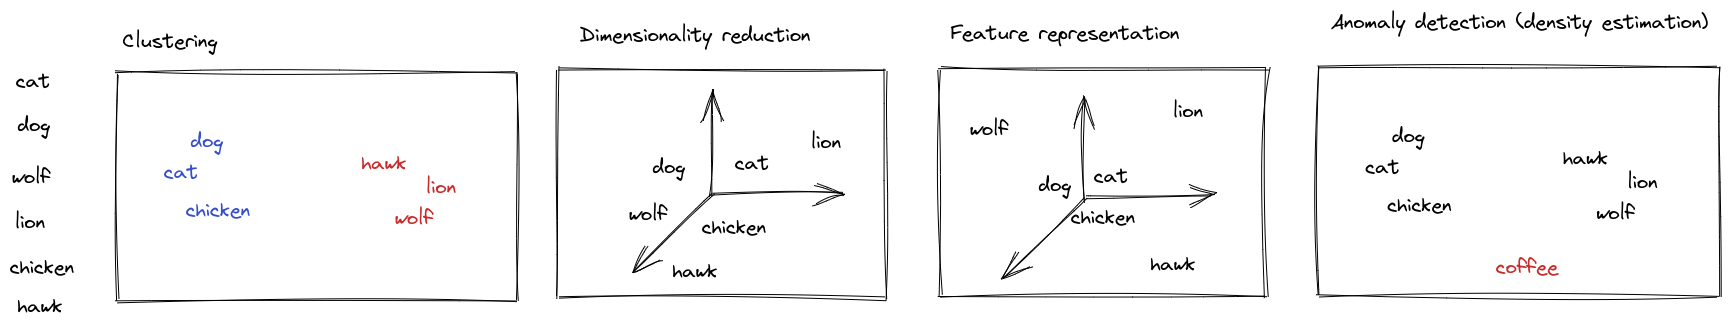 cat
dog
wolf
lion
chicken
hawk
Clustering
dog
cat
chicken
hawk
lion
wolf
Dimensionality reduction
lion
dog
cat
wolf
chicken
hawk
Feature representation
lion
wolf
dog
cat
chicken
hawk
Anomaly detection (density estimation)
dog
cat
chicken
hawk
lion
wolf
coffee